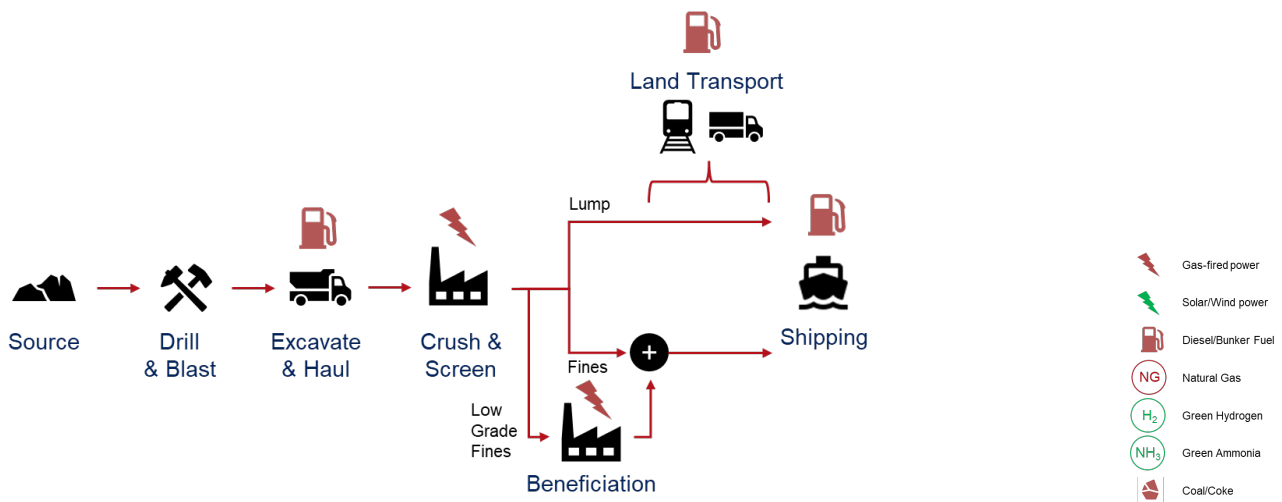 Land Transport
Lump
Source
Drill
& Blast
Excavate
& Haul
Crush &
Screen
Shipping
Fines
Low
Grade
Fines
Beneficiation
Gas-fired power
Solar/Wind power
Diesel/Bunker Fuel
NG Natural Gas
H₂ Green Hydrogen
NH₃ Green Ammonia
Coal/Coke